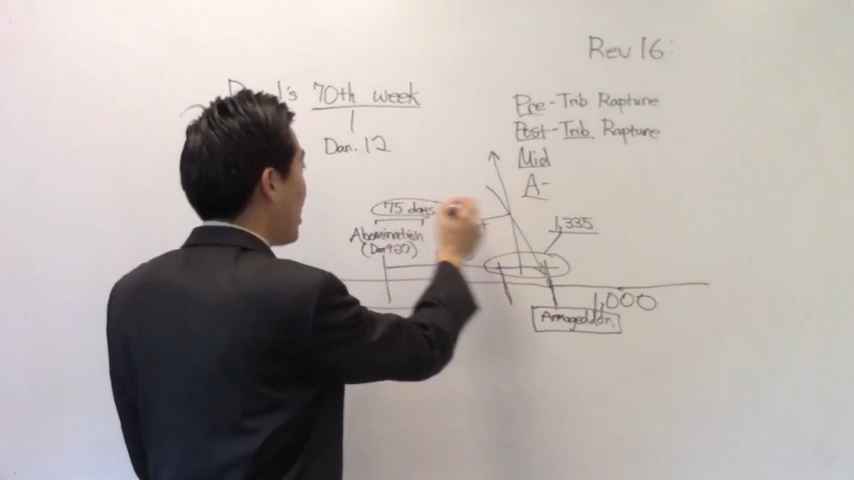 Rev 16:
70th week
Dan. 12
Pre-Trib Rapture
Post-Trib Rapture
Mid
A-
75 days
Abomination
1,335
1,000
Armageddon